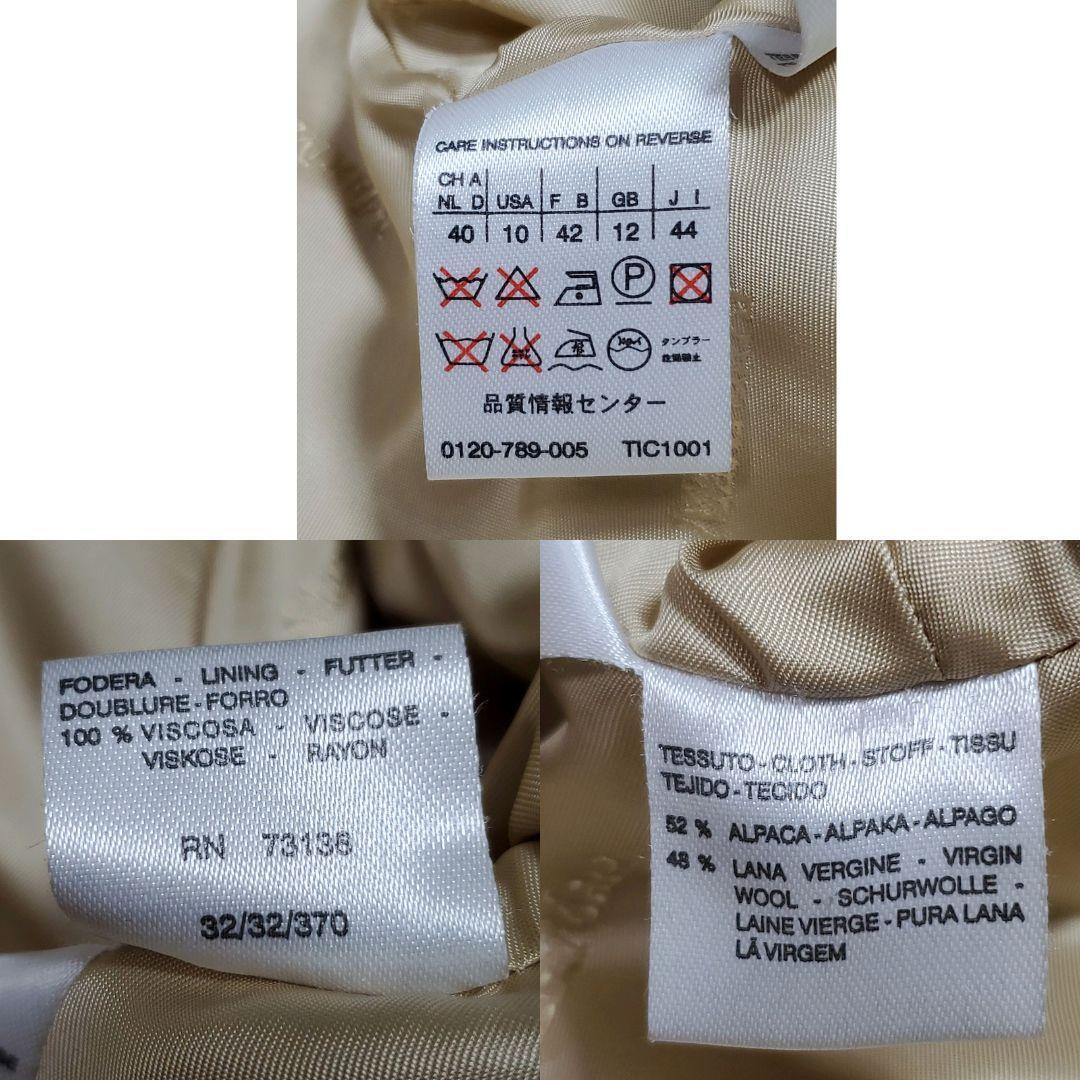 CARE INSTRUCTIONS ON REVERSE
CH A
NL D USA F B GB J I
40 10 42 12 44
P
タンブラー
品質情報センター
0120-789-005 TIC1001
FODERA - LINING - FUTTER -
DOUBLURE-FORRO
100 % VISCOSA - VISCOSE -
VISKOSE - RAYON
RN 73136
32/32/370
TESSUTO-CLOTH-STOFF-TISSU
TEJIDO-TECIDO
52 % ALPACA-ALPAKA-ALPAGO
48 % LANA VERGINE - VIRGIN
WOOL - SCHURWOLLE -
LAINE VIERGE - PURA LANA
LÃ VIRGEM